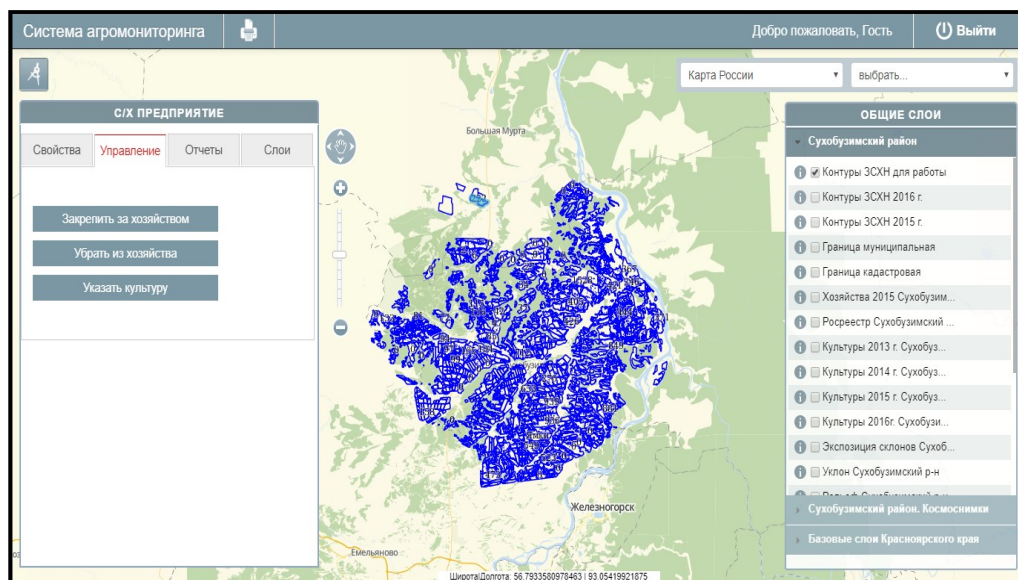 Система агромониторинга
Добро пожаловать, Гость
Выйти
Карта России
выбрать...
С/Х ПРЕДПРИЯТИЕ
Свойства
Управление
Отчеты
Слои
Закрепить за хозяйством
Убрать из хозяйства
Указать культуру
Большая Мурта
Железногорск
Емельяново
Широта|Долгота: 56.7933580978463 | 93.05419921875
ОБЩИЕ СЛОИ
Сухобузимский район
Контуры ЗСХН для работы
Контуры ЗСХН 2016 г.
Контуры ЗСХН 2015 г.
Граница муниципальная
Граница кадастровая
Хозяйства 2015 Сухобузим...
Росреестр Сухобузимский ...
Культуры 2013 г. Сухобуз...
Культуры 2014 г. Сухобуз...
Культуры 2015 г. Сухобуз...
Культуры 2016г. Сухобузи...
Экспозиция склонов Сухоб...
Уклон Сухобузимский р-н
Сухобузимский район. Космоснимки
Базовые слои Красноярского края